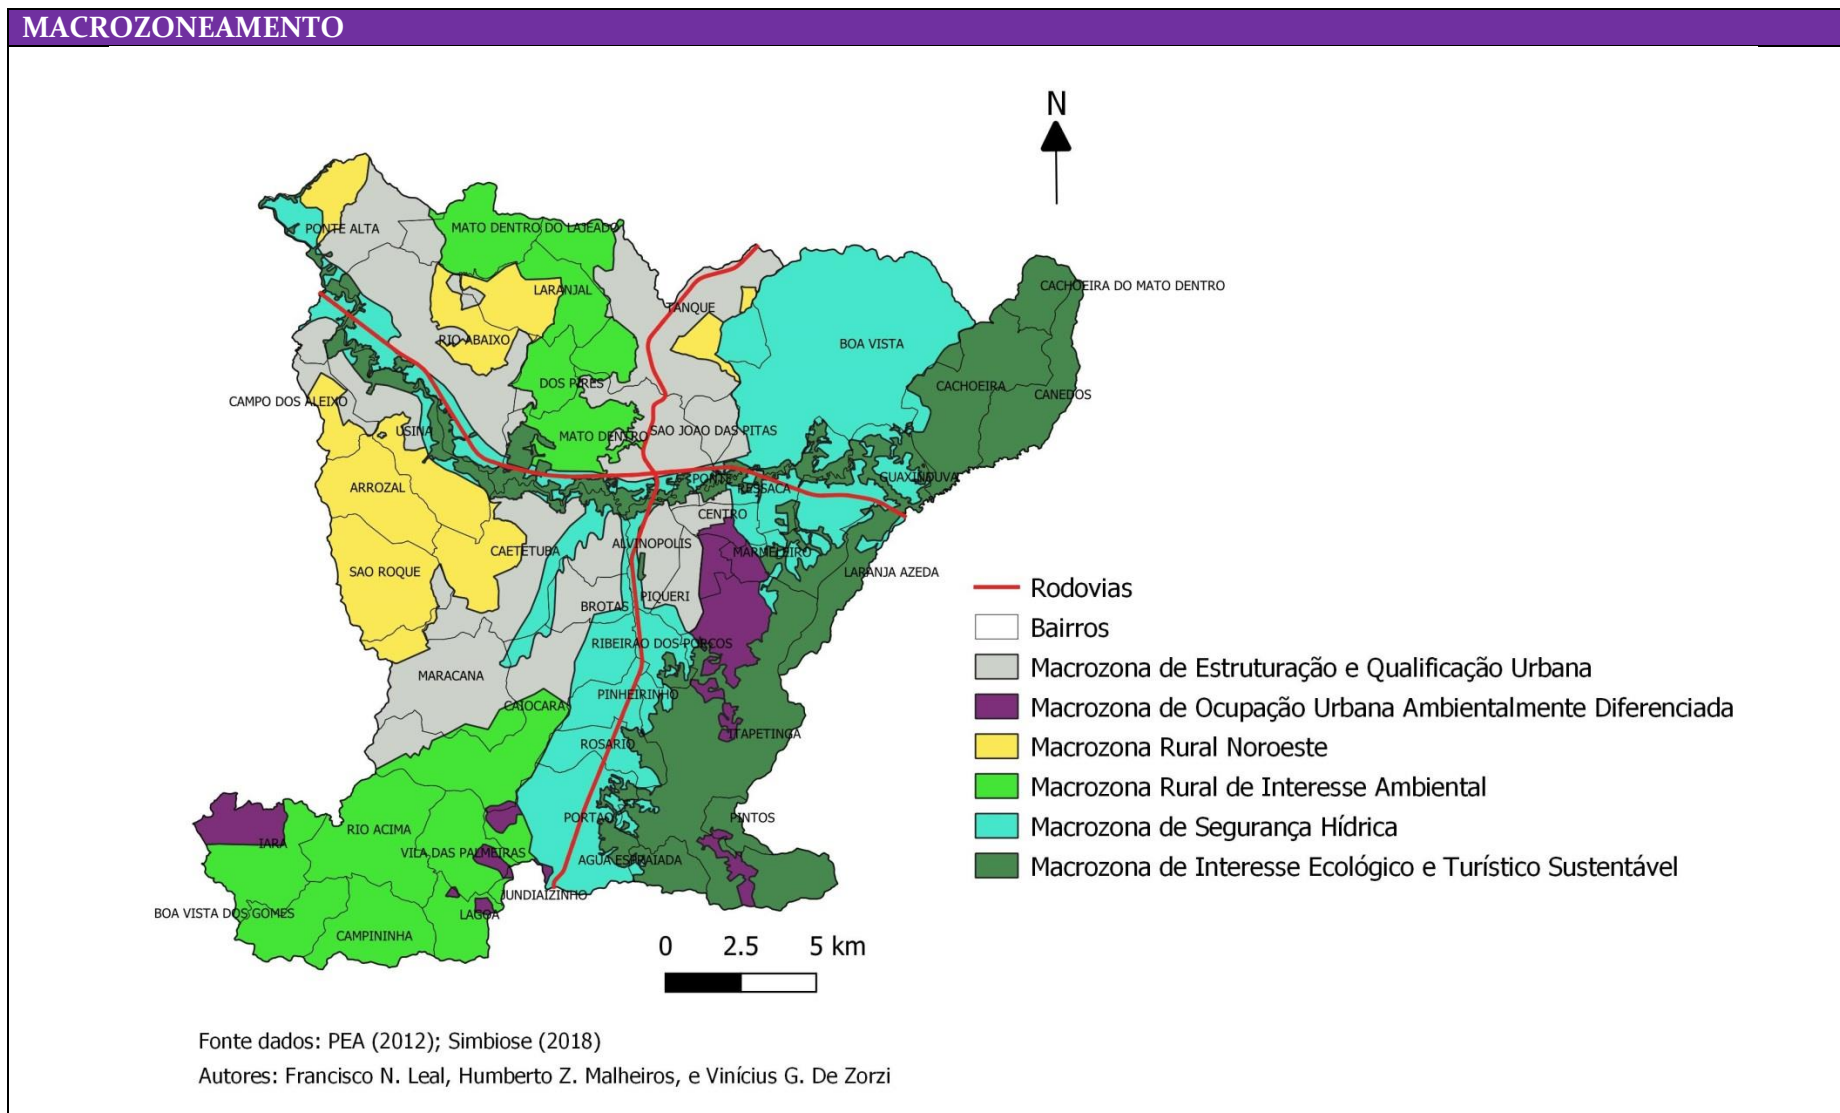 MACROZONEAMENTO
N
PONTE ALTA
MATO DENTRO DO LAJEADO
CACHOEIRA DO MATO DENTRO
LARANJAL
TANQUE
RIO ABAIXO
BOA VISTA
DOS PIRES
CACHOEIRA
CANEDOS
CAMPO DOS ALEIXO
USINA
MATO DENTRO
SAO JOAO DAS PITAS
PONTE
GUAXINDUVA
ARROZAL
RESSACA
CENTRO
CAETETUBA
ALVINOPOLIS
MARMELEIRO
SAO ROQUE
LARANJA AZEDA
BROTAS
PIQUERI
RIBEIRAO DOS PORCOS
MARACANA
PINHEIRINHO
CAIOCARA
ITAPETINGA
ROSARIO
PORTAO
PINTOS
RIO ACIMA
IARA
VILA DAS PALMEIRAS
AGUA ESPRAIADA
JUNDIAIZINHO
BOA VISTA DOS GOMES
LAGOA
CAMPININHA
Rodovias
Bairros
Macrozona de Estruturação e Qualificação Urbana
Macrozona de Ocupação Urbana Ambientalmente Diferenciada
Macrozona Rural Noroeste
Macrozona Rural de Interesse Ambiental
Macrozona de Segurança Hídrica
Macrozona de Interesse Ecológico e Turístico Sustentável
0 2.5 5 km
Fonte dados: PEA (2012); Simbiose (2018)
Autores: Francisco N. Leal, Humberto Z. Malheiros, e Vinícius G. De Zorzi